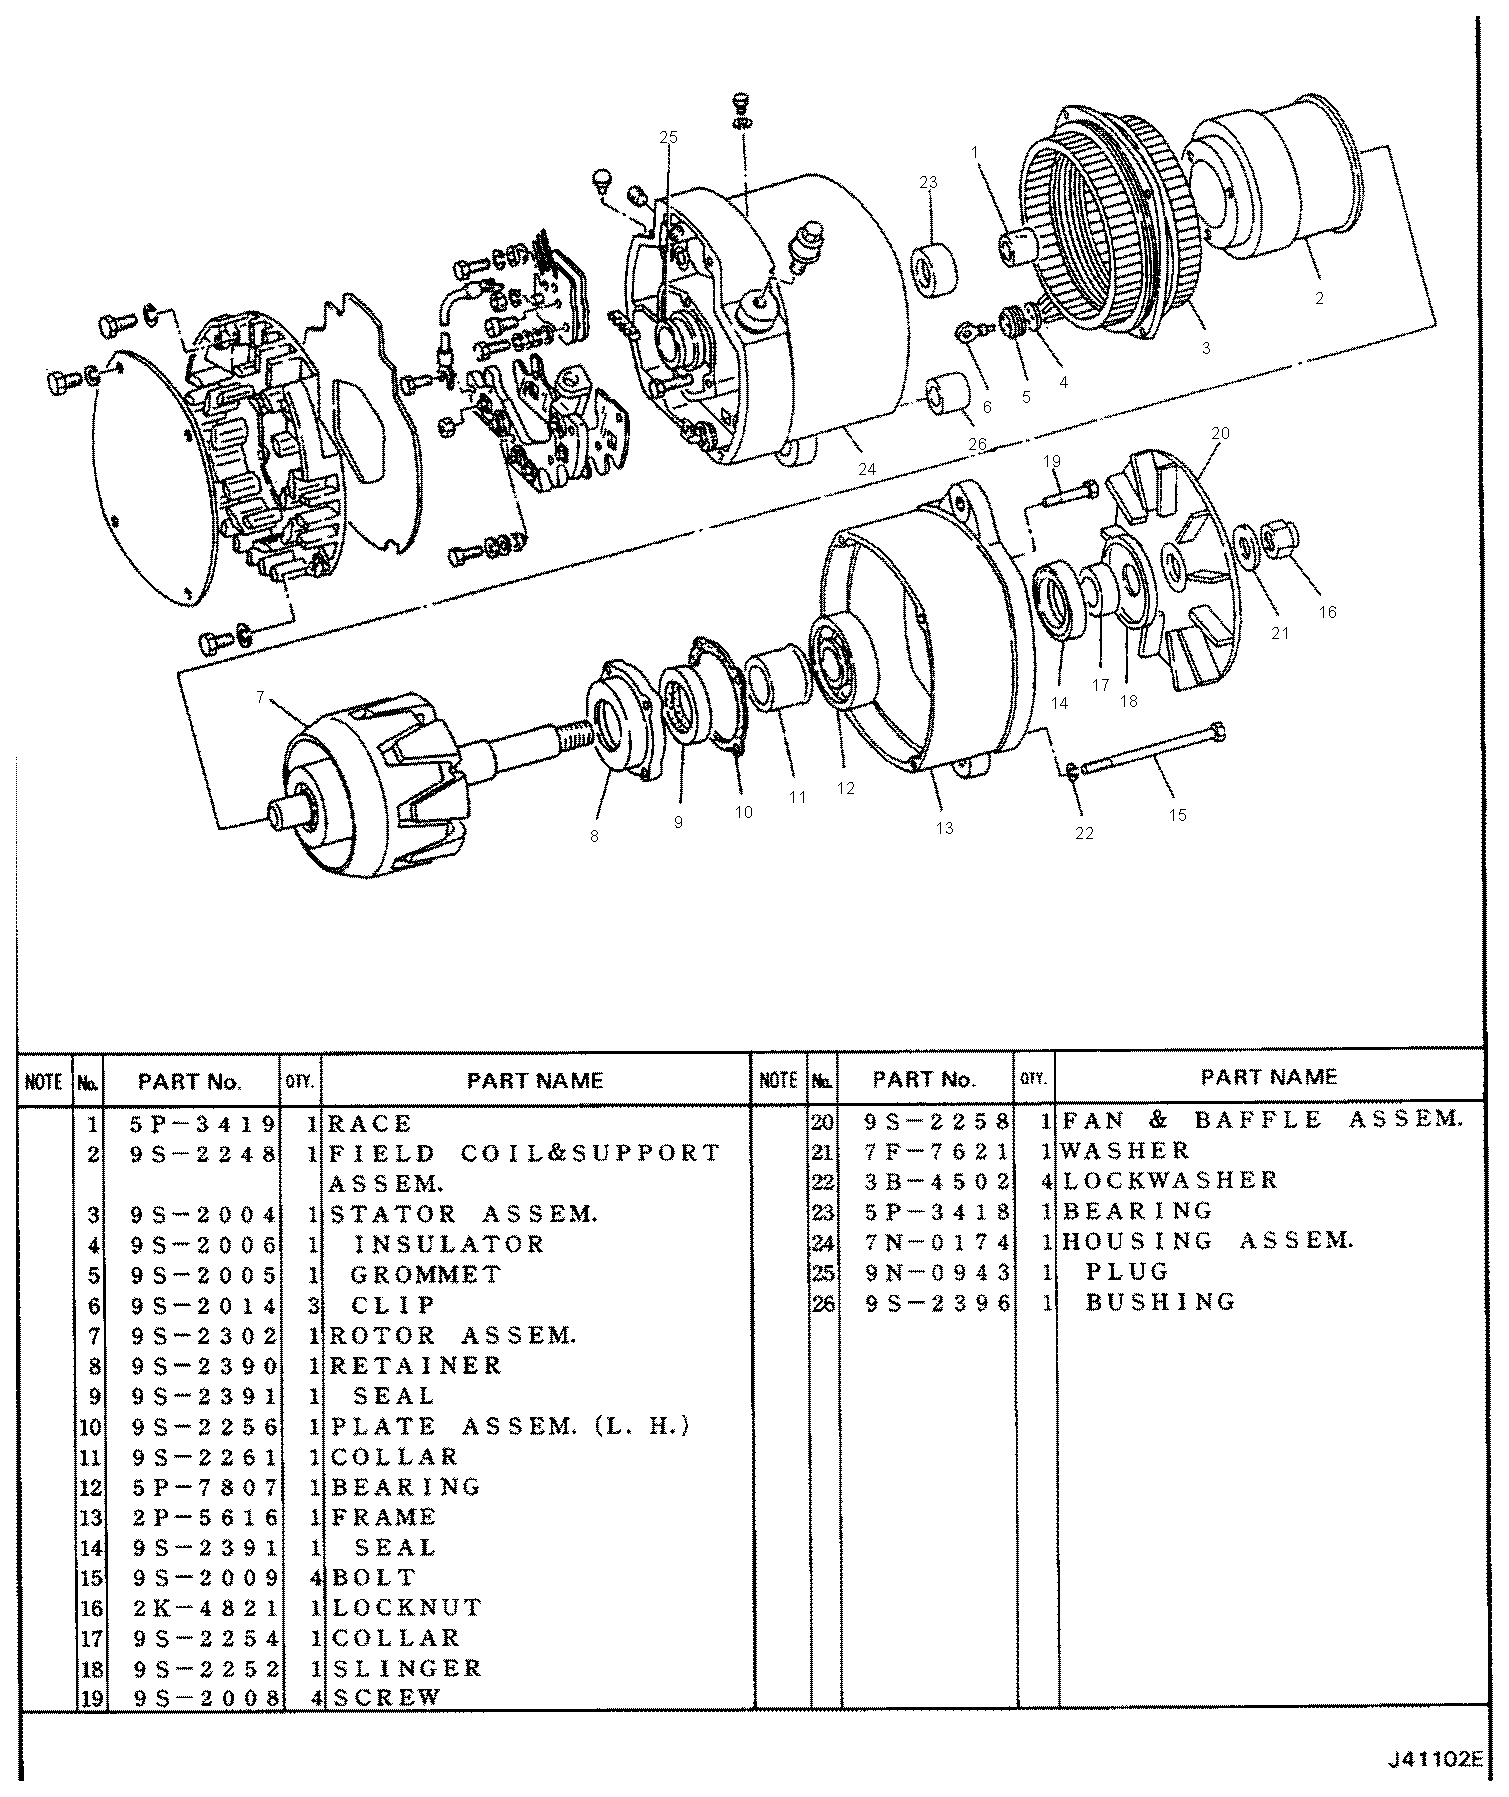 25
1
23
2
3
4
5
6
26
24
20
19
16
21
17
18
14
7
15
12
11
10
9
8
13
22
NOTE No. PART No. QTY. PART NAME NOTE No. PART No. QTY. PART NAME
1 5P-3419 1 RACE
2 9S-2248 1 FIELD COIL&SUPPORT
ASSEM.
3 9S-2004 1 STATOR ASSEM.
4 9S-2006 1 INSULATOR
5 9S-2005 1 GROMMET
6 9S-2014 3 CLIP
7 9S-2302 1 ROTOR ASSEM.
8 9S-2390 1 RETAINER
9 9S-2391 1 SEAL
10 9S-2256 1 PLATE ASSEM. (L. H.)
11 9S-2261 1 COLLAR
12 5P-7807 1 BEARING
13 2P-5616 1 FRAME
14 9S-2391 1 SEAL
15 9S-2009 4 BOLT
16 2K-4821 1 LOCKNUT
17 9S-2254 1 COLLAR
18 9S-2252 1 SLINGER
19 9S-2008 4 SCREW
20 9S-2258 1 FAN & BAFFLE ASSEM.
21 7F-7621 1 WASHER
22 3B-4502 4 LOCKWASHER
23 5P-3418 1 BEARING
24 7N-0174 1 HOUSING ASSEM.
25 9N-0943 1 PLUG
26 9S-2396 1 BUSHING
J41102E